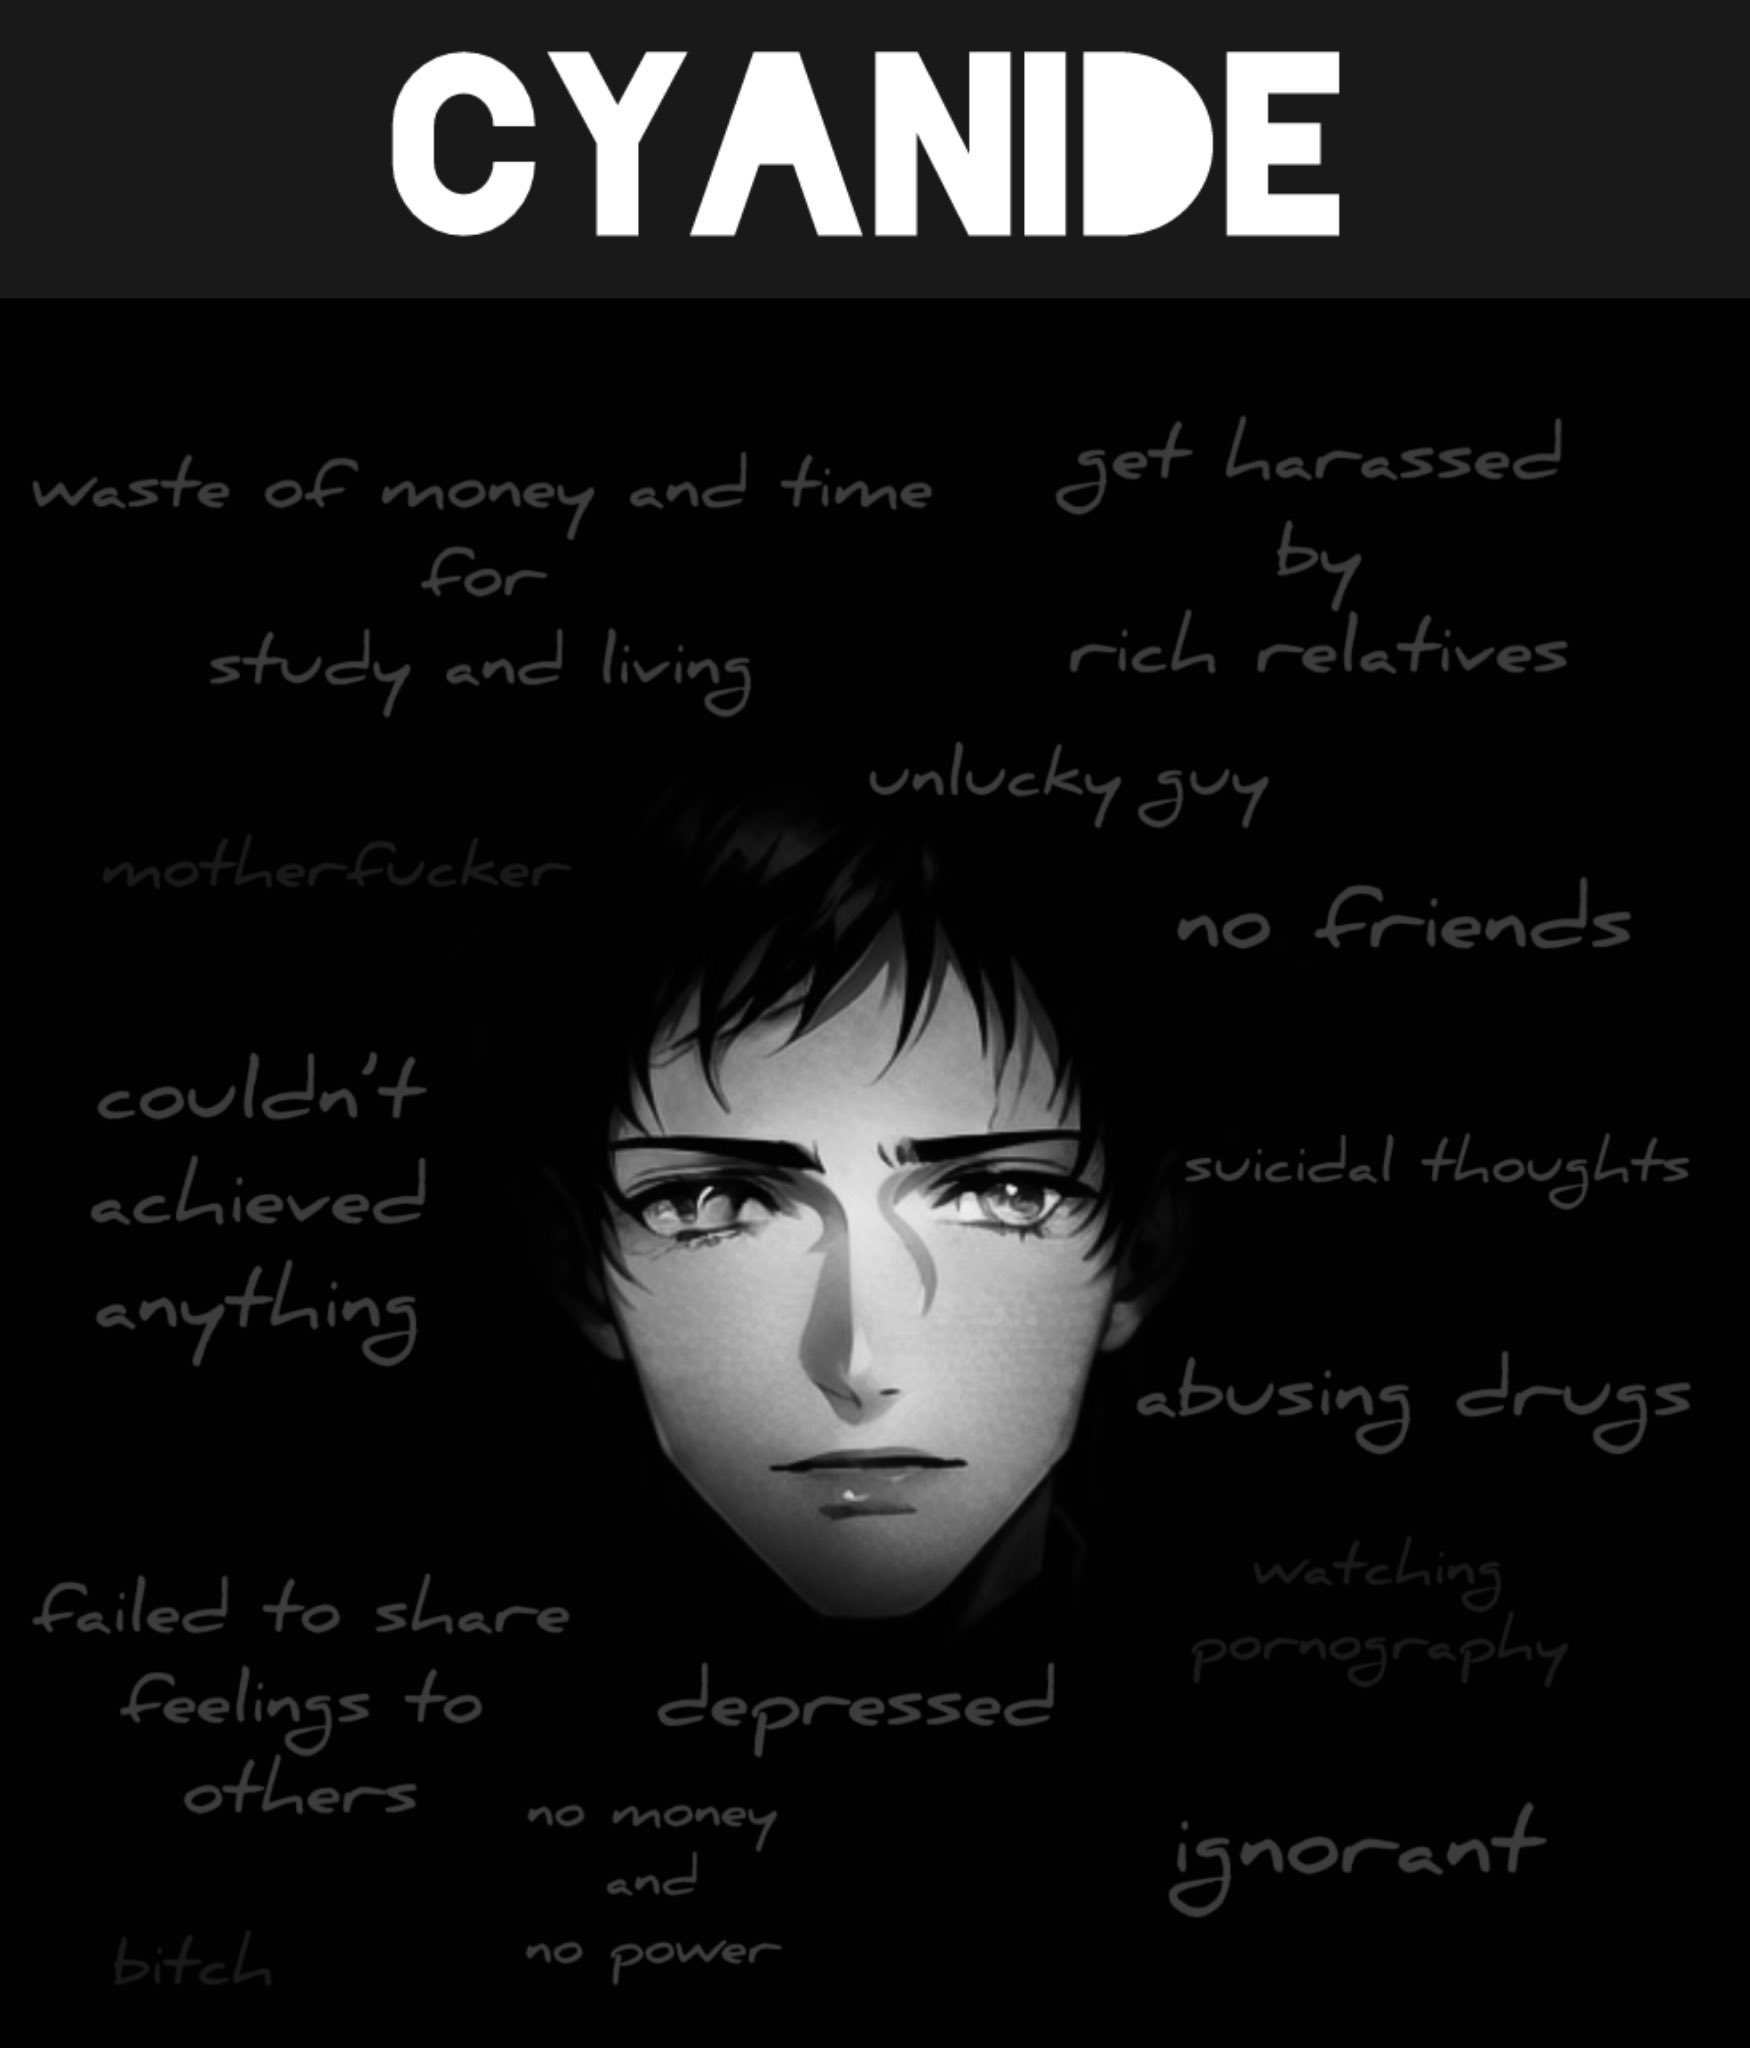 CYANIDE
waste of money and time
for
study and living
get harassed
by
rich relatives
unlucky guy
motherfucker
no friends
couldn't
achieved
anything
suicidal thoughts
abusing drugs
failed to share
feelings to
others
watching
pornography
depressed
no money
and
no power
ignorant
bitch